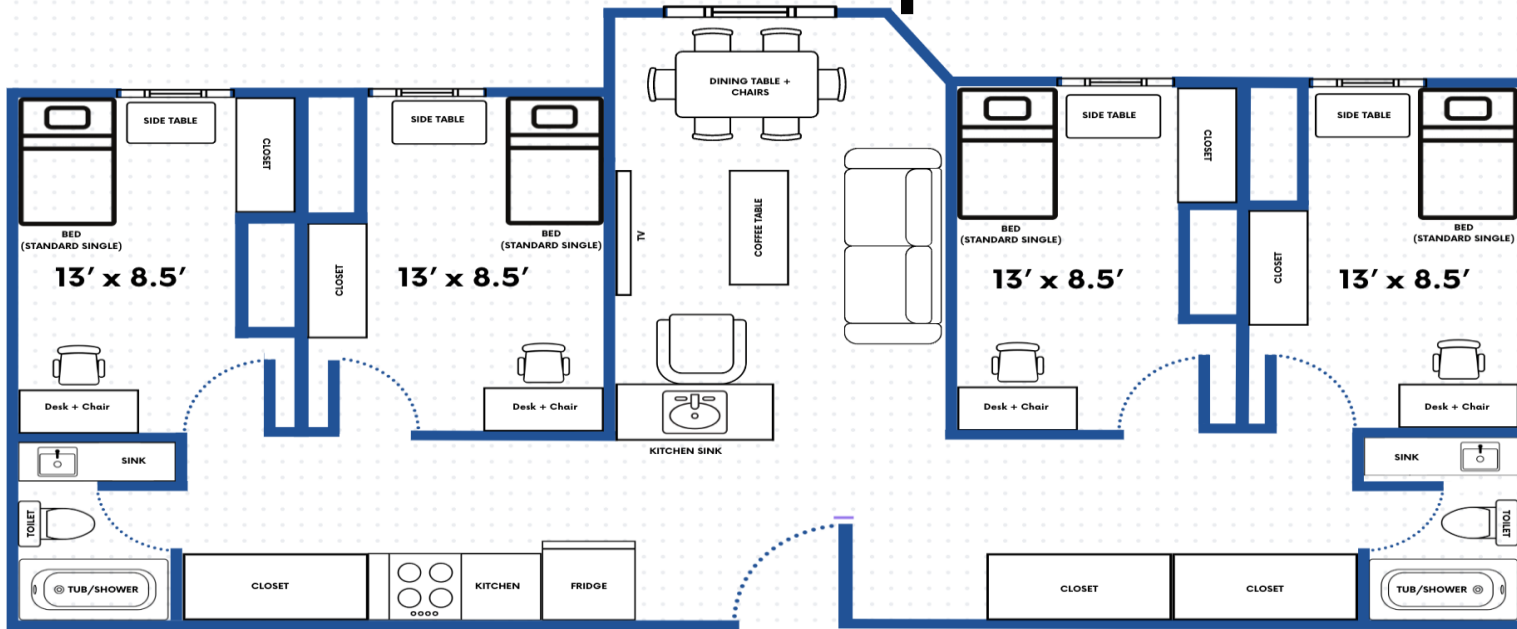 DINING TABLE +
CHAIRS
SIDE TABLE
SIDE TABLE
SIDE TABLE
SIDE TABLE
CLOSET
CLOSET
BED
(STANDARD SINGLE)
BED
(STANDARD SINGLE)
TV
COFFEE TABLE
BED
(STANDARD SINGLE)
BED
(STANDARD SINGLE)
13’ x 8.5’
13’ x 8.5’
13’ x 8.5’
13’ x 8.5’
CLOSET
CLOSET
Desk + Chair
Desk + Chair
Desk + Chair
Desk + Chair
KITCHEN SINK
SINK
SINK
TOILET
TOILET
TUB/SHOWER
CLOSET
KITCHEN
FRIDGE
CLOSET
CLOSET
TUB/SHOWER